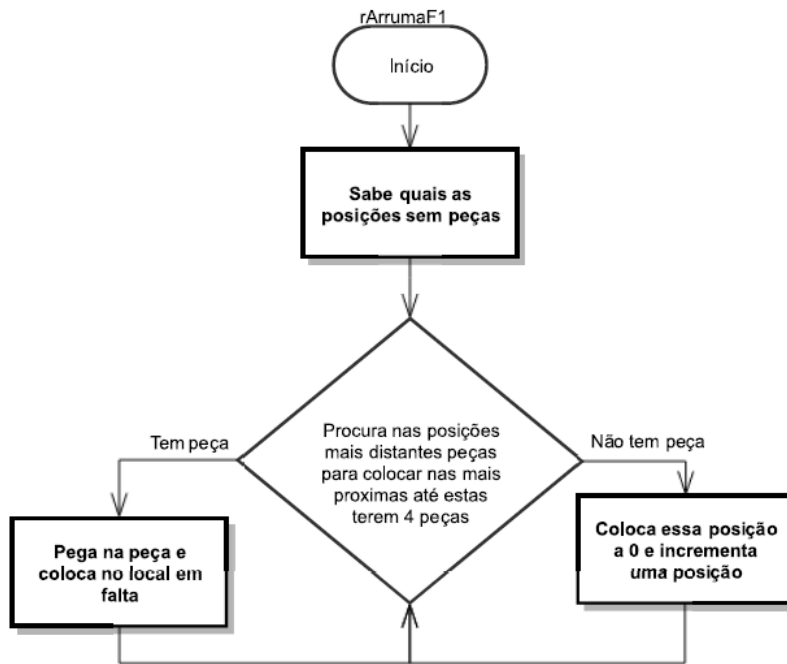 rArrumaF1
Início
Sabe quais as
posições sem peças
Procura nas posições
mais distantes peças
para colocar nas mais
proximas até estas
terem 4 peças
Tem peça
Não tem peça
Pega na peça e
coloca no local em
falta
Coloca essa posição
a 0 e incrementa
uma posição